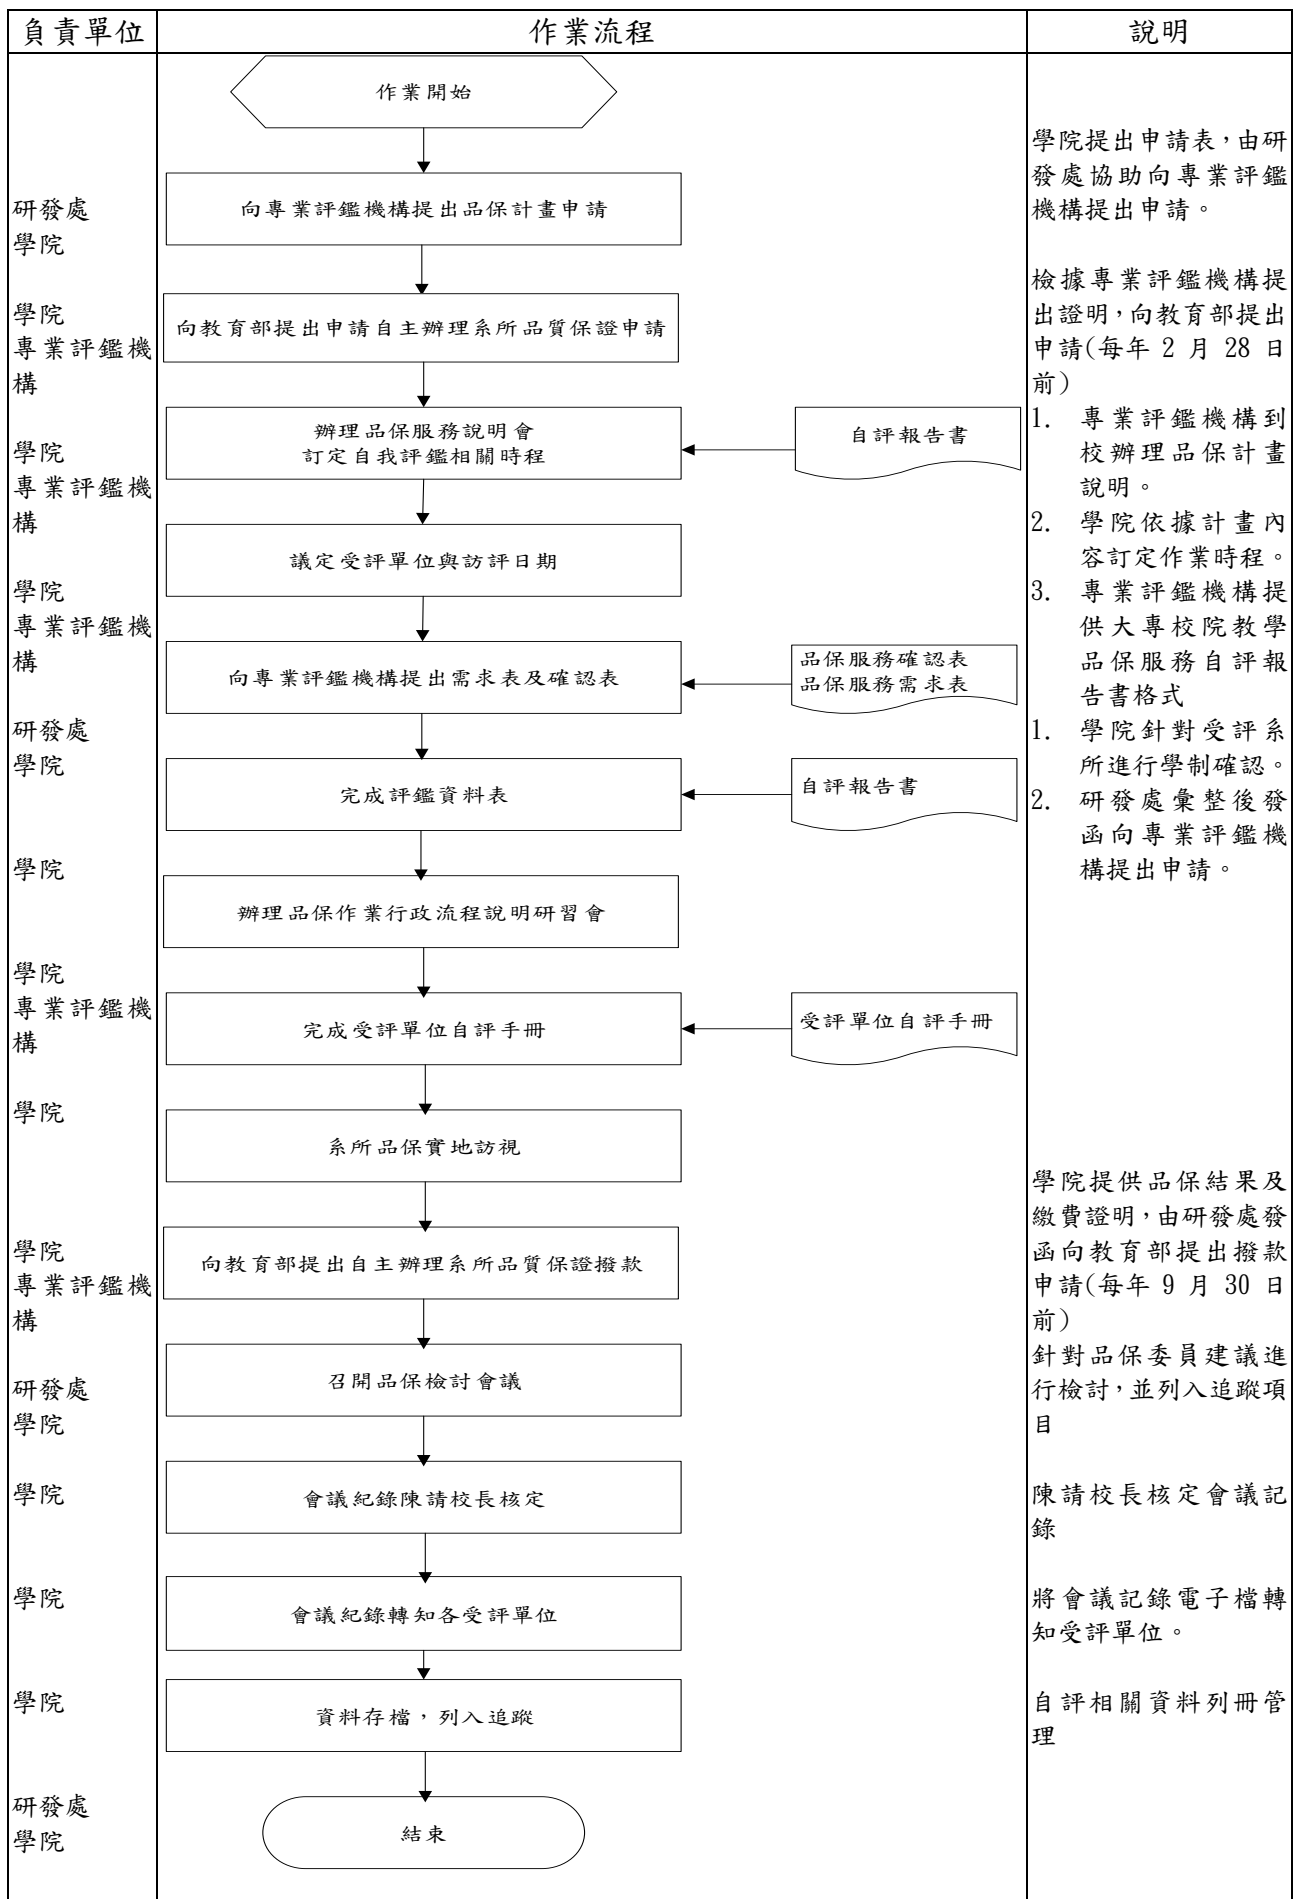 負責單位
作業流程
說明
研發處
學院
學院
專業評鑑機
構
學院
專業評鑑機
構
學院
專業評鑑機
構
研發處
學院
學院
學院
專業評鑑機
構
學院
學院
專業評鑑機
構
研發處
學院
學院
學院
學院
研發處
學院
作業開始
向專業評鑑機構提出品保計畫申請
向教育部提出申請自主辦理系所品質保證申請
辦理品保服務說明會
訂定自我評鑑相關時程
自評報告書
議定受評單位與訪評日期
向專業評鑑機構提出需求表及確認表
品保服務確認表
品保服務需求表
完成評鑑資料表
自評報告書
辦理品保作業行政流程說明研習會
完成受評單位自評手冊
受評單位自評手冊
系所品保實地訪視
向教育部提出自主辦理系所品質保證撥款
召開品保檢討會議
會議紀錄陳請校長核定
會議紀錄轉知各受評單位
資料存檔，列入追蹤
結束
學院提出申請表，由研
發處協助向專業評鑑
機構提出申請。
檢據專業評鑑機構提
出證明，向教育部提出
申請(每年 2 月 28 日
前)
1. 專業評鑑機構到
校辦理品保計畫
說明。
2. 學院依據計畫內
容訂定作業時程。
3. 專業評鑑機構提
供大專校院教學
品保服務自評報
告書格式
1. 學院針對受評系
所進行學制確認。
2. 研發處彙整後發
函向專業評鑑機
構提出申請。
學院提供品保結果及
繳費證明，由研發處發
函向教育部提出撥款
申請(每年 9 月 30 日
前)
針對品保委員建議進
行檢討，並列入追蹤項
目
陳請校長核定會議記
錄
將會議記錄電子檔轉
知受評單位。
自評相關資料列冊管
理